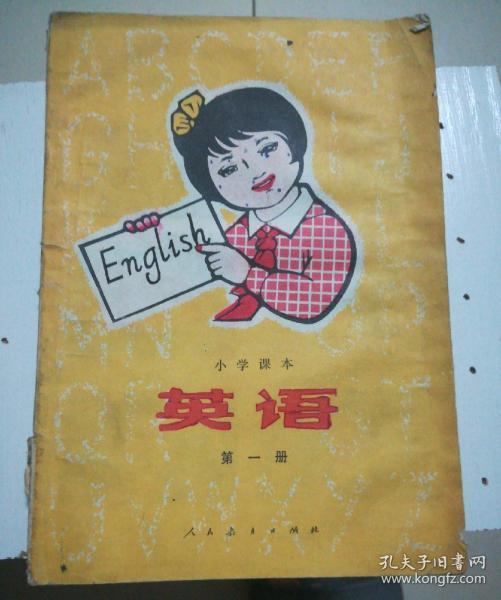 English
小学课本
英语
第一册
人民教育出版社
孔夫子旧书网
www.kongfz.com